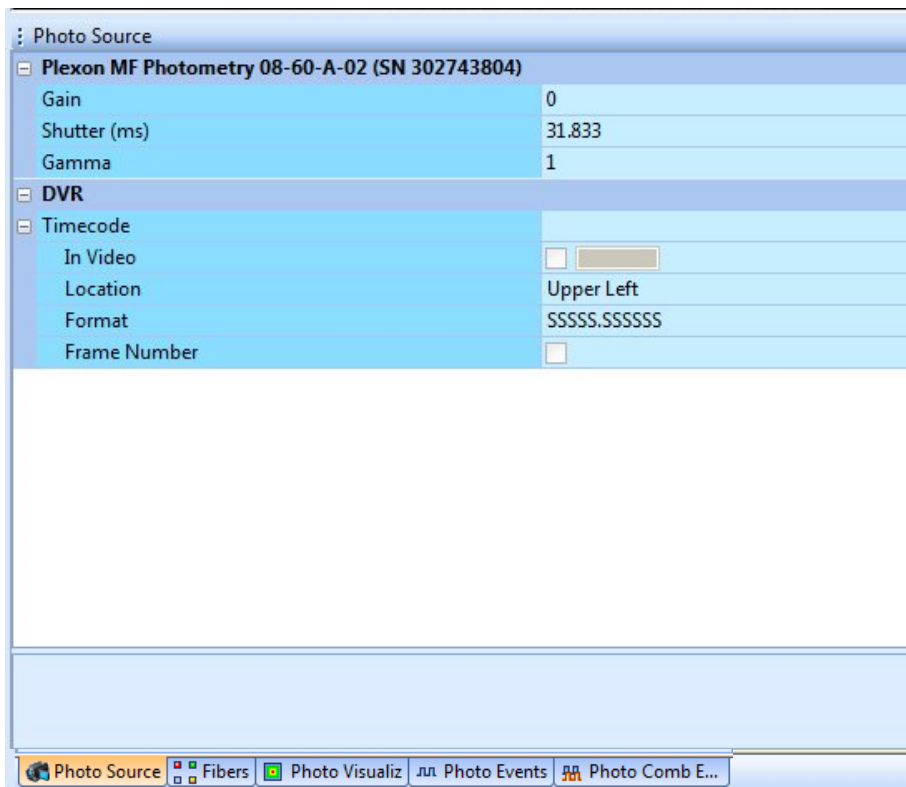 Photo Source
Plexon MF Photometry 08-60-A-02 (SN 302743804)
Gain 0
Shutter (ms) 31.833
Gamma 1
DVR
Timecode
In Video
Location Upper Left
Format SSSSS.SSSSSS
Frame Number
Photo Source Fibers Photo Visualiz Photo Events Photo Comb E...